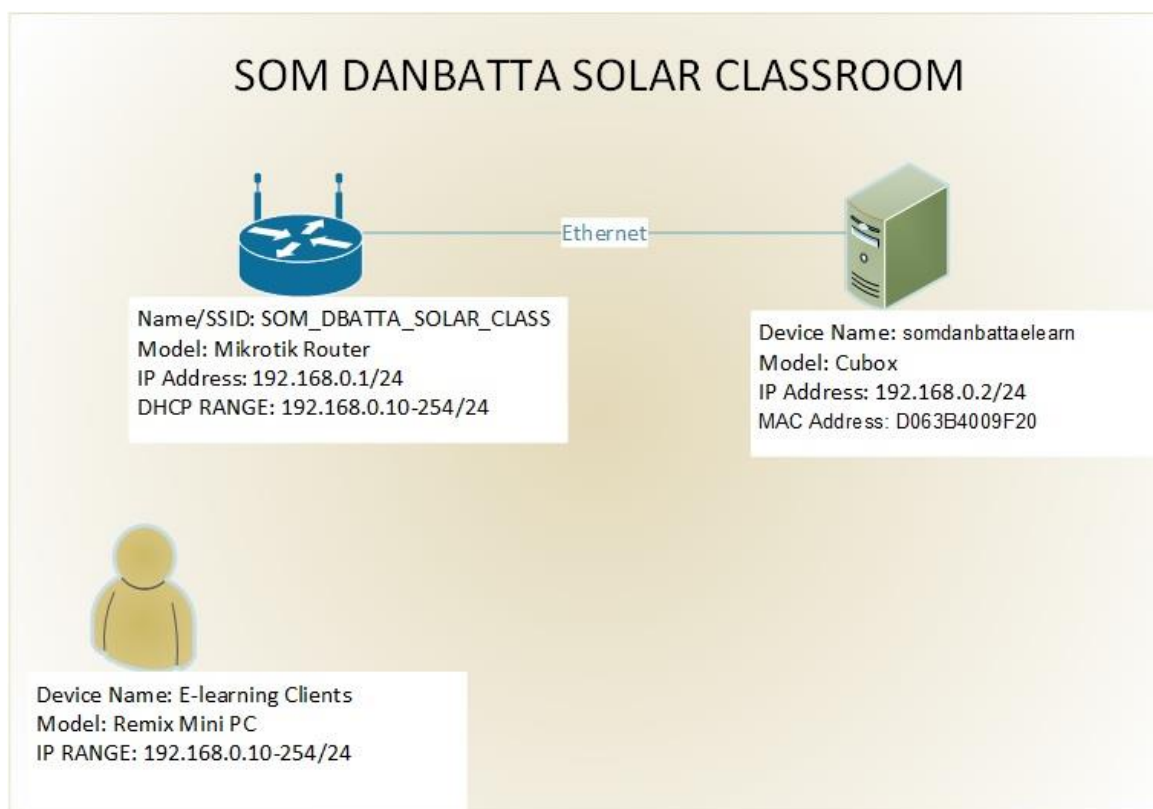 SOM DANBATTA SOLAR CLASSROOM
Ethernet
Name/SSID: SOM_DBATTA_SOLAR_CLASS
Model: Mikrotik Router
IP Address: 192.168.0.1/24
DHCP RANGE: 192.168.0.10-254/24
Device Name: somdanbattaelearn
Model: Cubox
IP Address: 192.168.0.2/24
MAC Address: D063B4009F20
Device Name: E-learning Clients
Model: Remix Mini PC
IP RANGE: 192.168.0.10-254/24